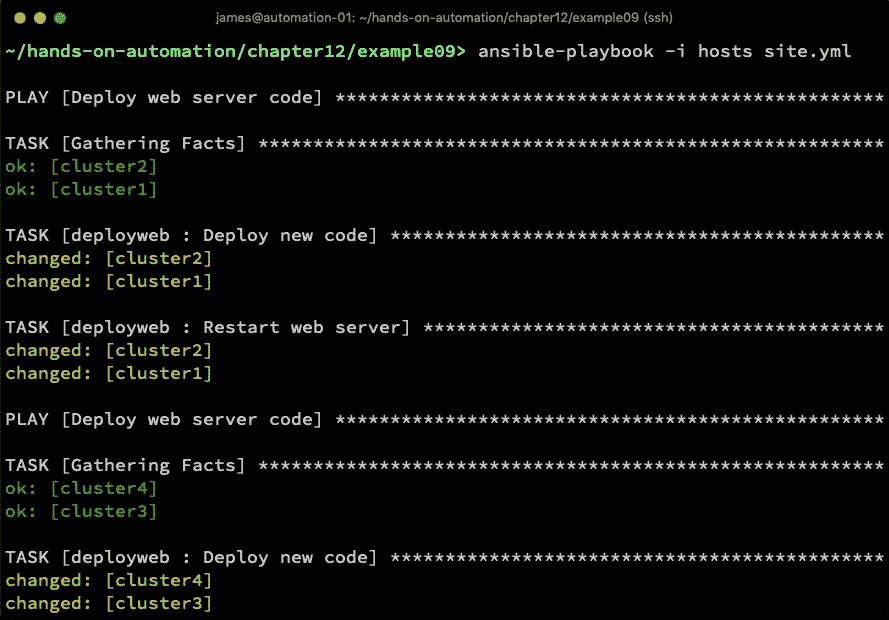 james@automation-01: ~/hands-on-automation/chapter12/example09 (ssh)
~/hands-on-automation/chapter12/example09> ansible-playbook -i hosts site.yml
PLAY [Deploy web server code] **************************************************
TASK [Gathering Facts] *********************************************************
ok: [cluster2]
ok: [cluster1]
TASK [deployweb : Deploy new code] *********************************************
changed: [cluster2]
changed: [cluster1]
TASK [deployweb : Restart web server] ******************************************
changed: [cluster2]
changed: [cluster1]
PLAY [Deploy web server code] **************************************************
TASK [Gathering Facts] *********************************************************
ok: [cluster4]
ok: [cluster3]
TASK [deployweb : Deploy new code] *********************************************
changed: [cluster4]
changed: [cluster3]